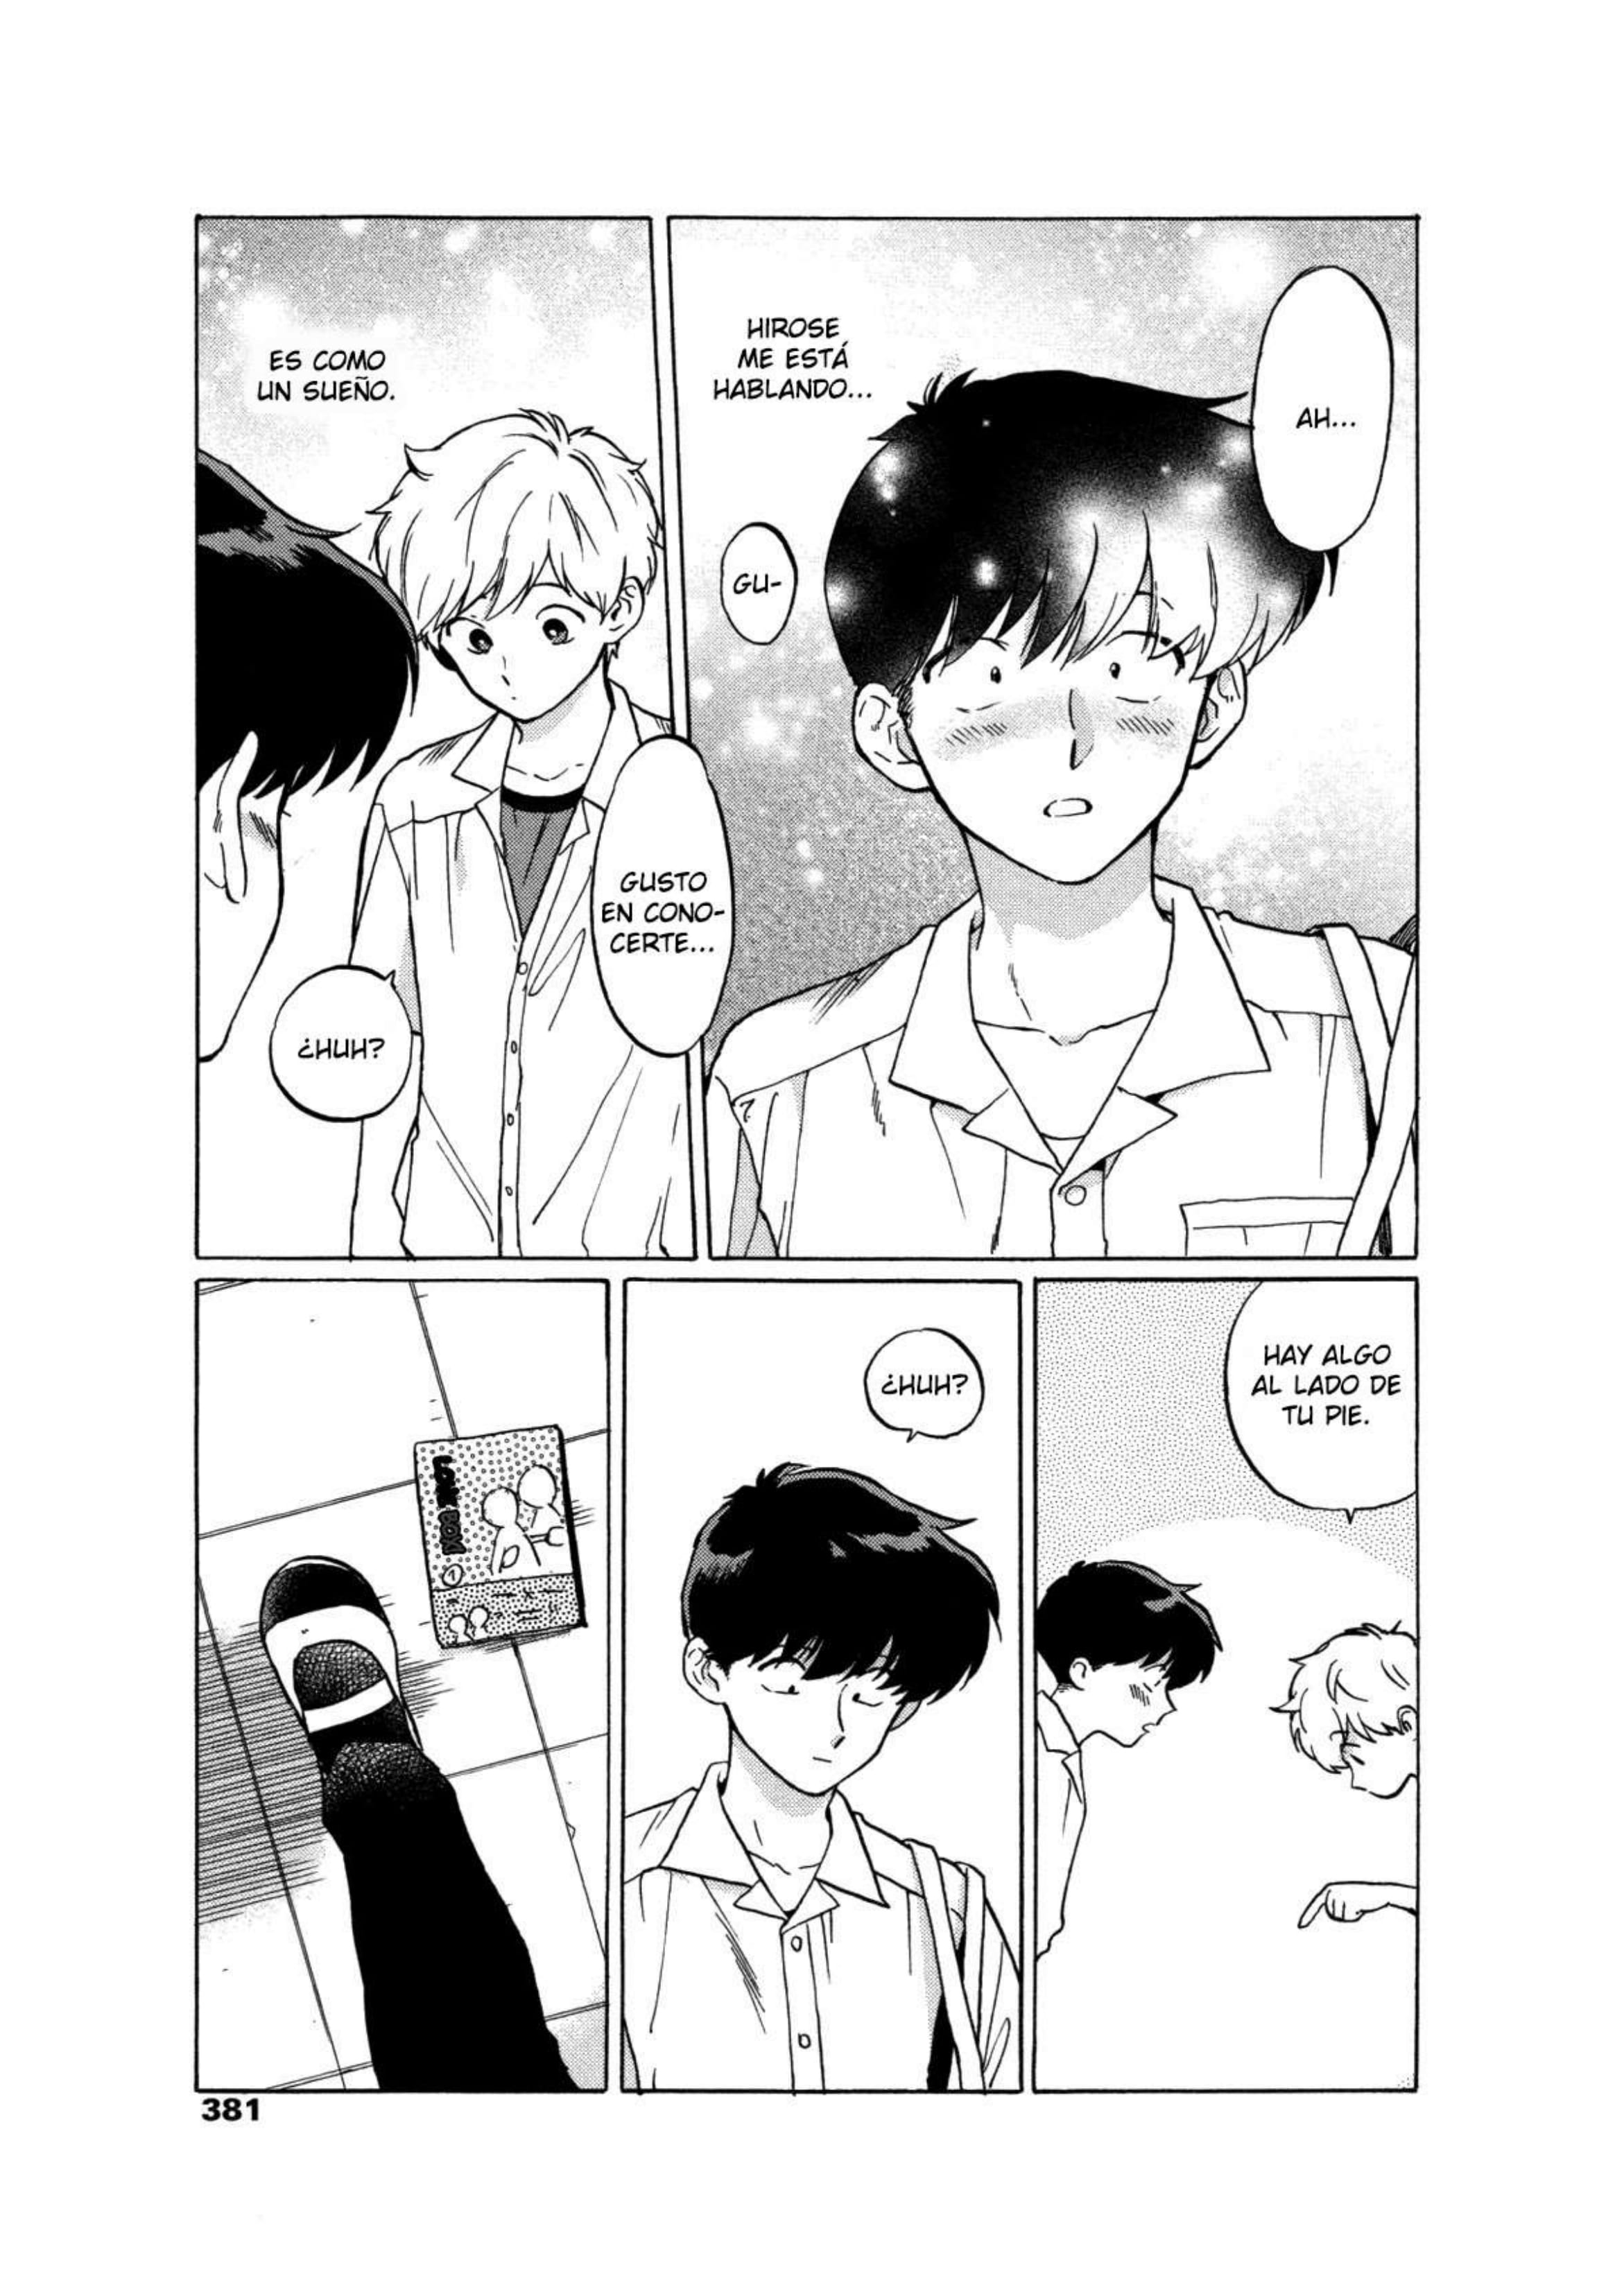 AH...
HIROSE
ME ESTÁ
HABLANDO...
GU-
GUSTO
EN CONO-
CERTE...
ES COMO
UN SUEÑO.
¿HUH?
HAY ALGO
AL LADO DE
TU PIE.
¿HUH?
1
381